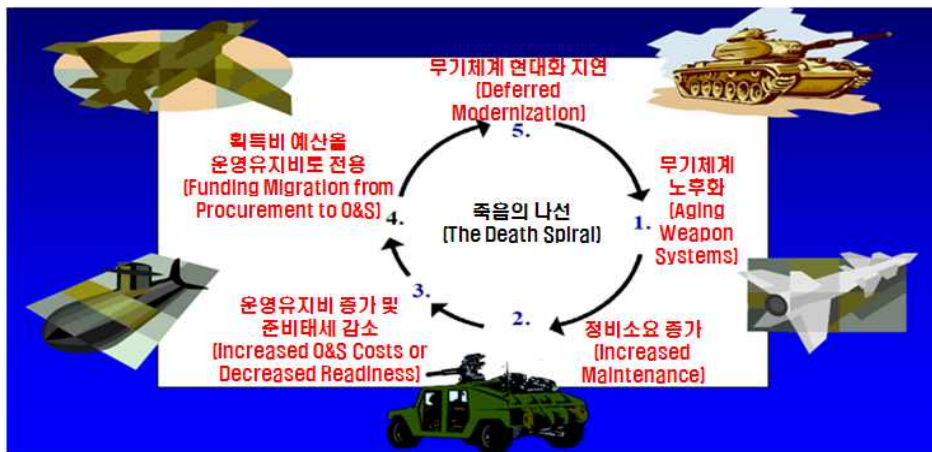 무기체계 현대화 지연
(Deferred
Modernization)
5.
획득비 예산을
운영유지비로 전용
(Funding Migration from
Procurement to O&S)
4.
죽음의 나선
(The Death Spiral)
1.
무기체계
노후화
(Aging
Weapon
Systems)
3.
운영유지비 증가 및
준비태세 감소
(Increased O&S Costs or
Decreased Readiness)
2.
정비소요 증가
(Increased
Maintenance)